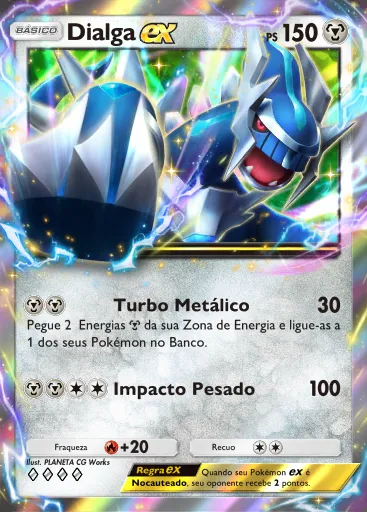 BÁSICO Dialga ex PS 150
Turbo Metálico 30
Pegue 2 Energias da sua Zona de Energia e ligue-as a
1 dos seus Pokémon no Banco.
Impacto Pesado 100
Fraqueza +20 Recuo
Ilust. PLANETA CG Works
Regra ex Quando seu Pokémon ex é
Nocauteado, seu oponente recebe 2 pontos.